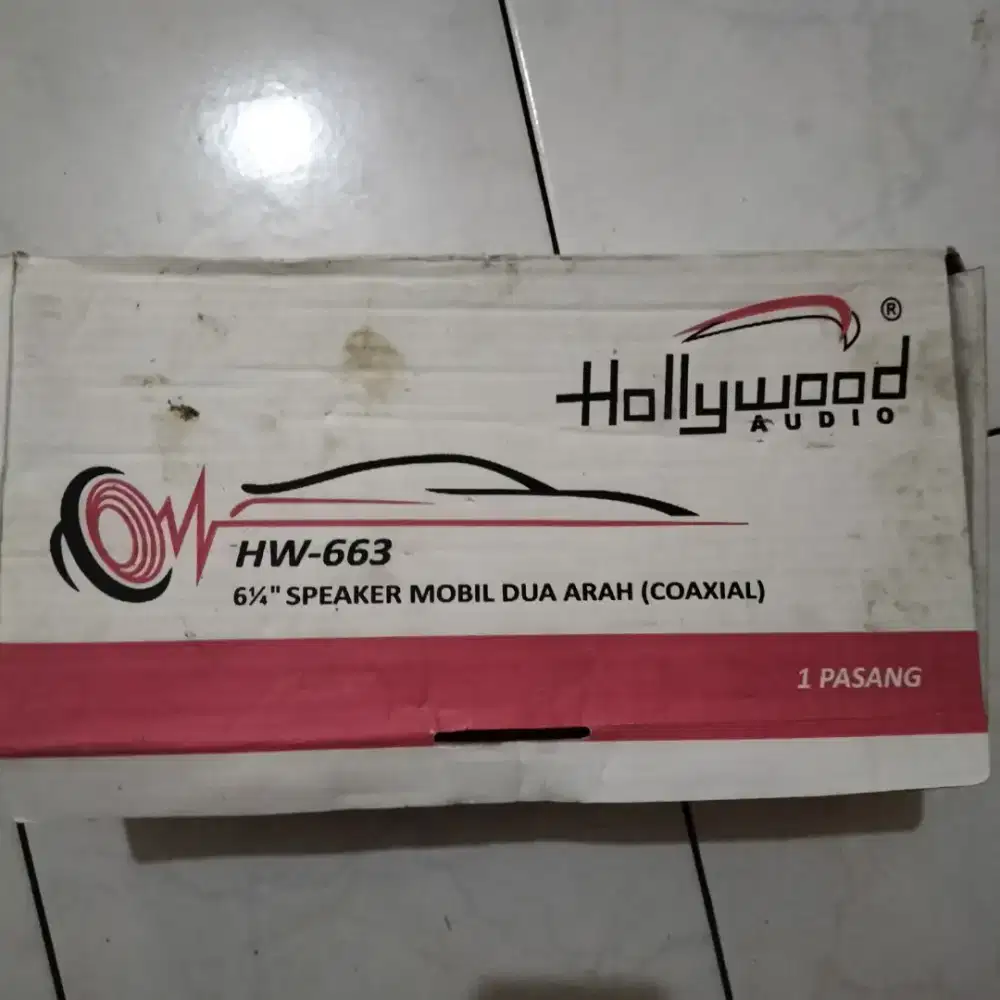 Hollywood ®
AUDIO
HW-663
6¼" SPEAKER MOBIL DUA ARAH (COAXIAL)
1 PASANG